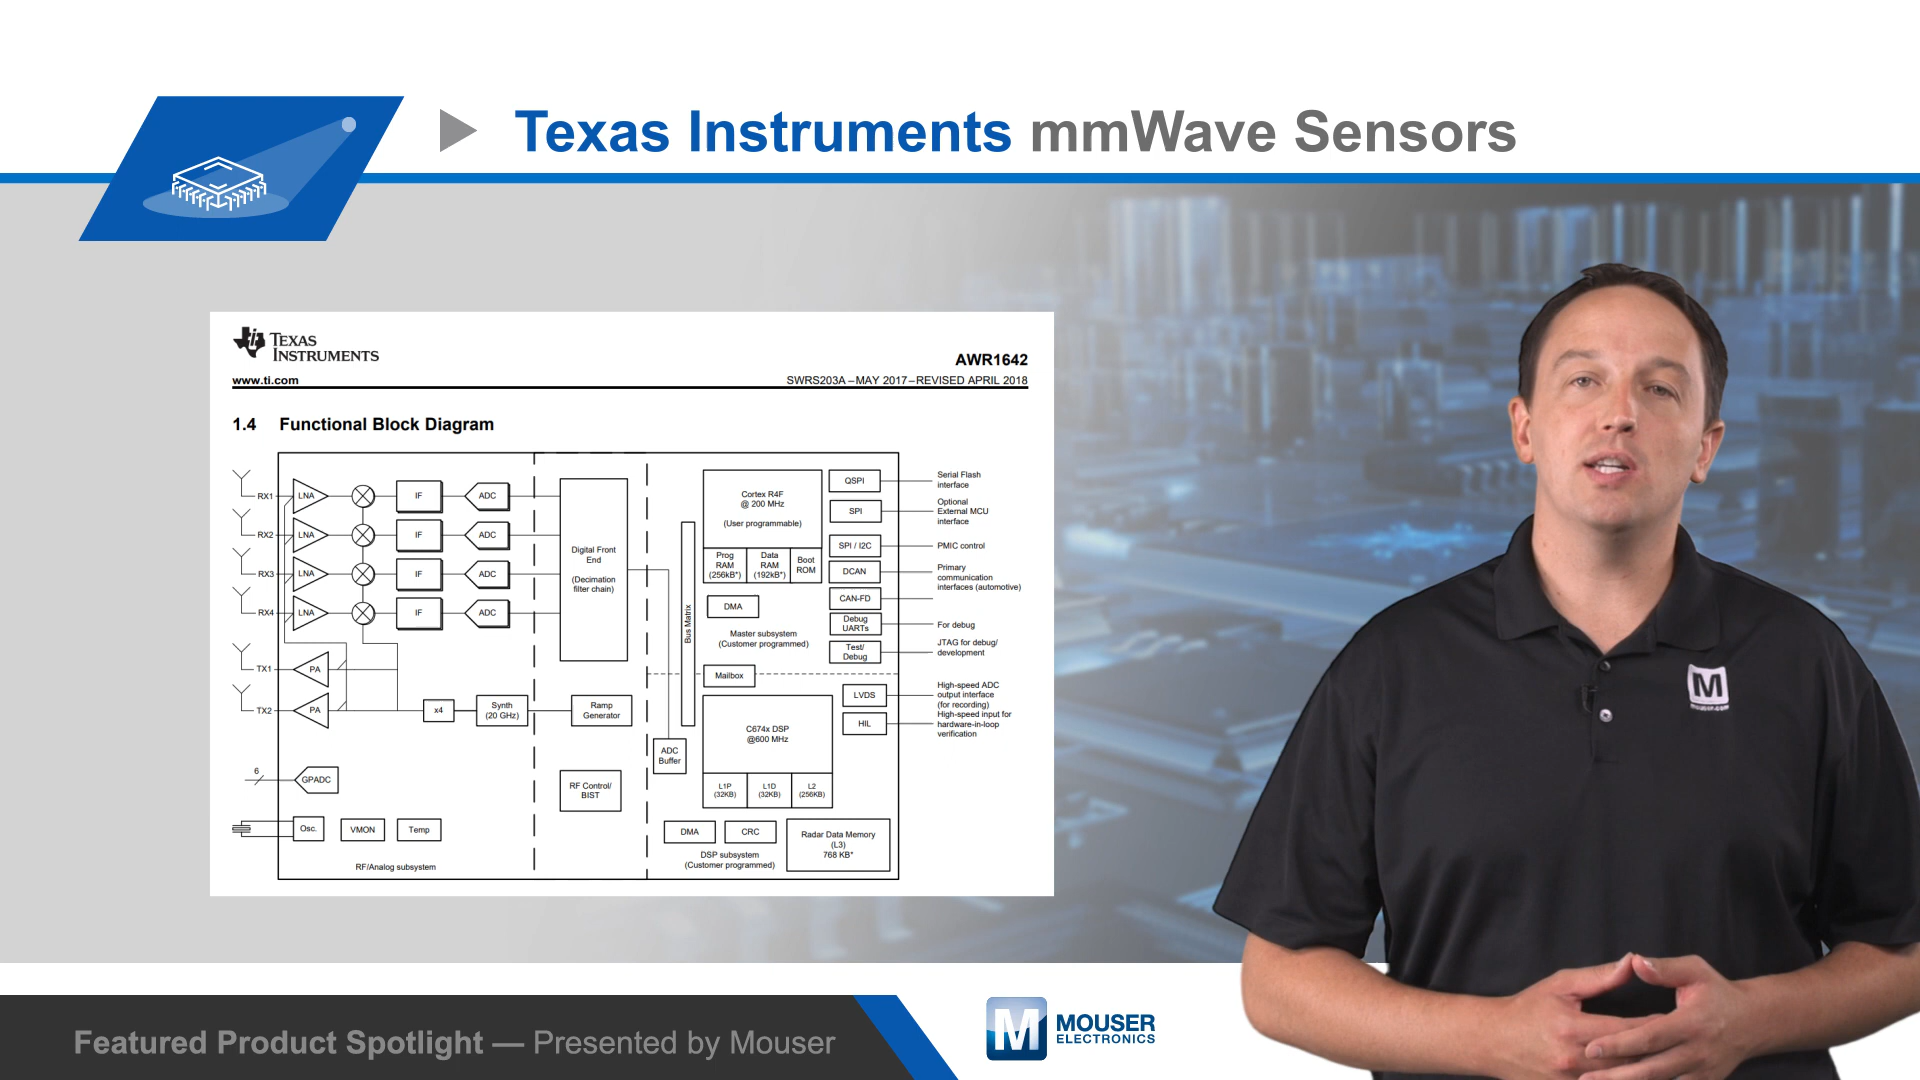 Texas Instruments mmWave Sensors
TEXAS
INSTRUMENTS
AWR1642
www.ti.com
SWRS203A – MAY 2017 – REVISED APRIL 2018
1.4 Functional Block Diagram
RX1
LNA
IF
ADC
RX2
LNA
IF
ADC
RX3
LNA
IF
ADC
RX4
LNA
IF
ADC
TX1
PA
TX2
PA
x4
Synth
(20 GHz)
Ramp
Generator
Digital Front
End
(Decimation
filter chain)
6
GPADC
Osc.
VMON
Temp
RF/Analog subsystem
RF Control/
BIST
ADC
Buffer
Bus Matrix
Cortex R4F
@ 200 MHz
(User programmable)
Prog
RAM
(256kB*)
Data
RAM
(192kB*)
Boot
ROM
DMA
Master subsystem
(Customer programmed)
Mailbox
C674x DSP
@600 MHz
L1P
(32KB)
L1D
(32KB)
L2
(256KB)
DMA
CRC
DSP subsystem
(Customer programmed)
Radar Data Memory
(L3)
768 KB*
QSPI
Serial Flash
interface
SPI
Optional
External MCU
interface
SPI / I2C
PMIC control
DCAN
Primary
communication
interfaces (automotive)
CAN-FD
Debug
UARTs
For debug
Test/
Debug
JTAG for debug/
development
LVDS
High-speed ADC
output interface
(for recording)
HIL
High-speed input for
hardware-in-loop
verification
M
mouser.com
Featured Product Spotlight — Presented by Mouser
M
MOUSER
ELECTRONICS